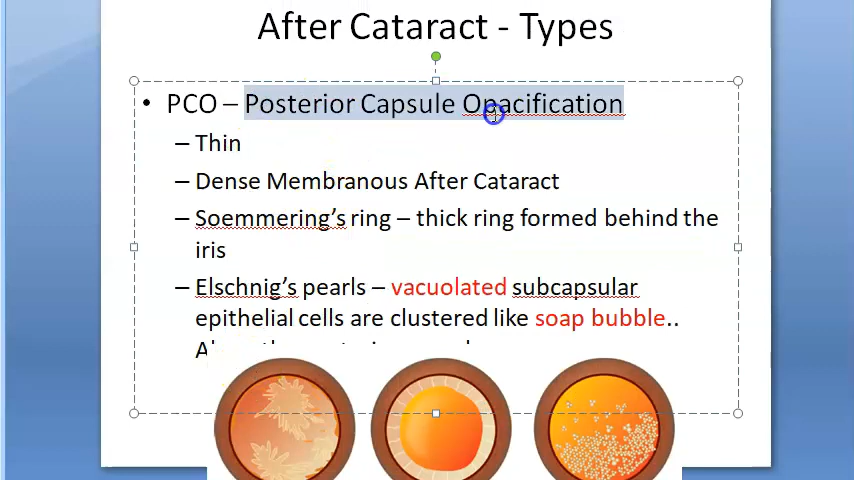 After Cataract - Types
• PCO – Posterior Capsule Opacification
– Thin
– Dense Membranous After Cataract
– Soemmering's ring – thick ring formed behind the
iris
– Elschnig's pearls – vacuolated subcapsular
epithelial cells are clustered like soap bubble..